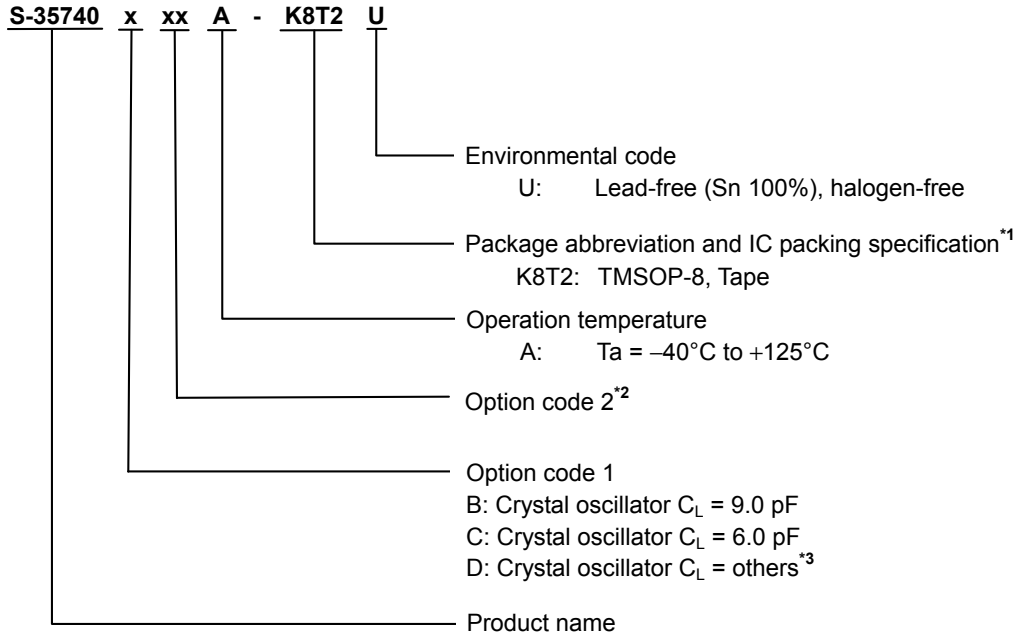 S-35740 x xx A - K8T2 U
Environmental code
U: Lead-free (Sn 100%), halogen-free
Package abbreviation and IC packing specification*1
K8T2: TMSOP-8, Tape
Operation temperature
A: Ta = −40°C to +125°C
Option code 2*2
Option code 1
B: Crystal oscillator CL = 9.0 pF
C: Crystal oscillator CL = 6.0 pF
D: Crystal oscillator CL = others*3
Product name